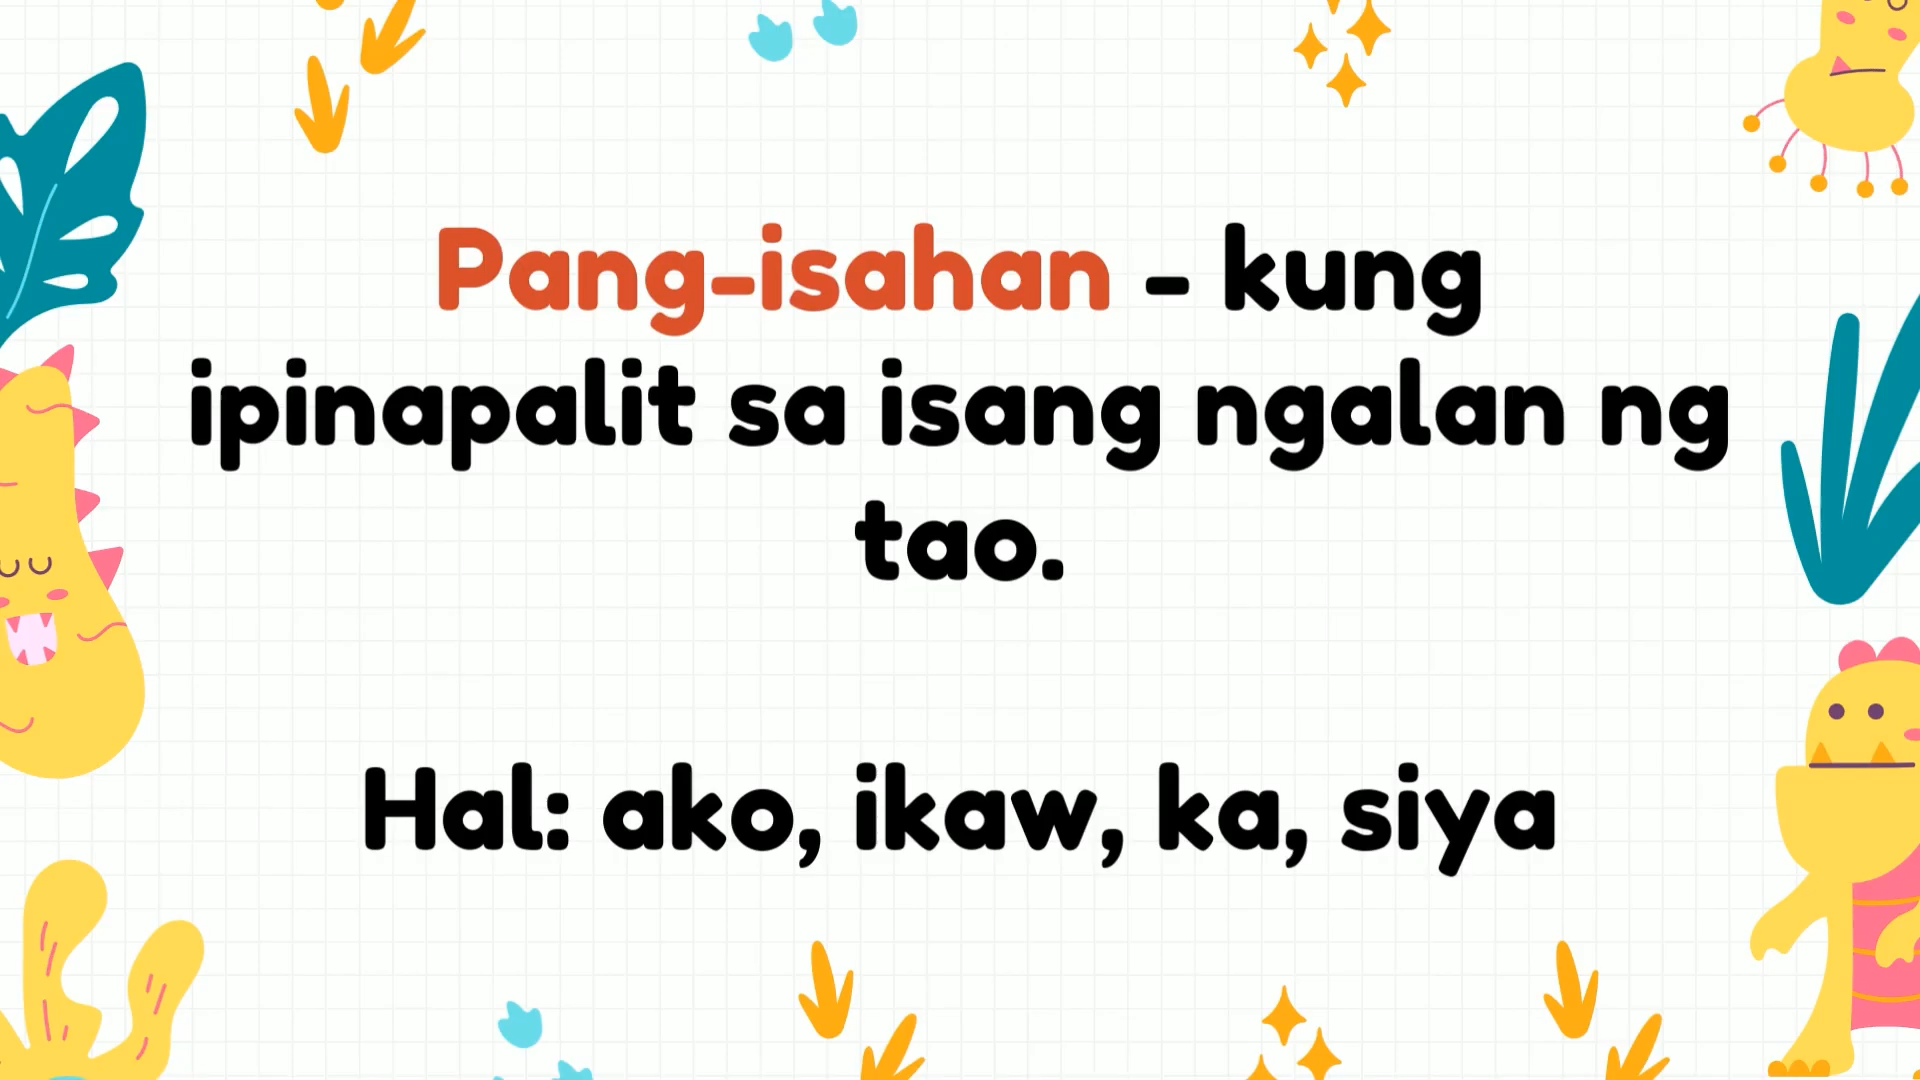 Pang-isahan - kung
ipinapalit sa isang ngalan ng
tao.
Hal: ako, ikaw, ka, siya